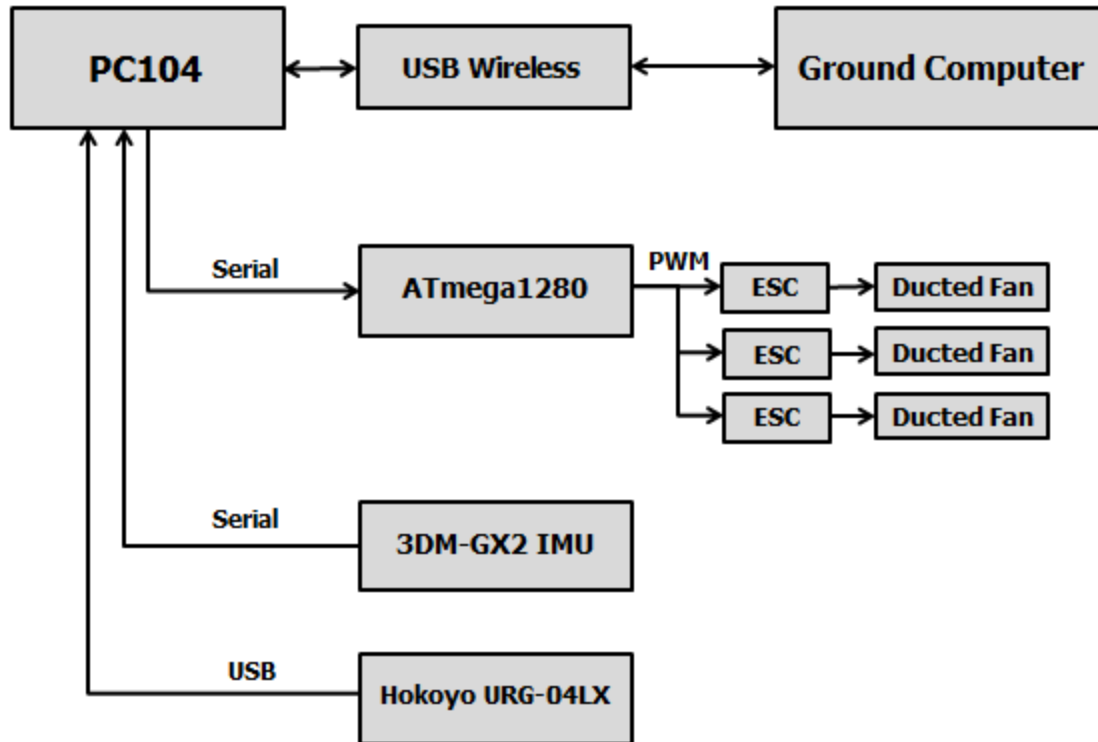 PC104
USB Wireless
Ground Computer
Serial
ATmega1280
PWM
ESC
Ducted Fan
ESC
Ducted Fan
ESC
Ducted Fan
Serial
3DM-GX2 IMU
USB
Hokoyo URG-04LX